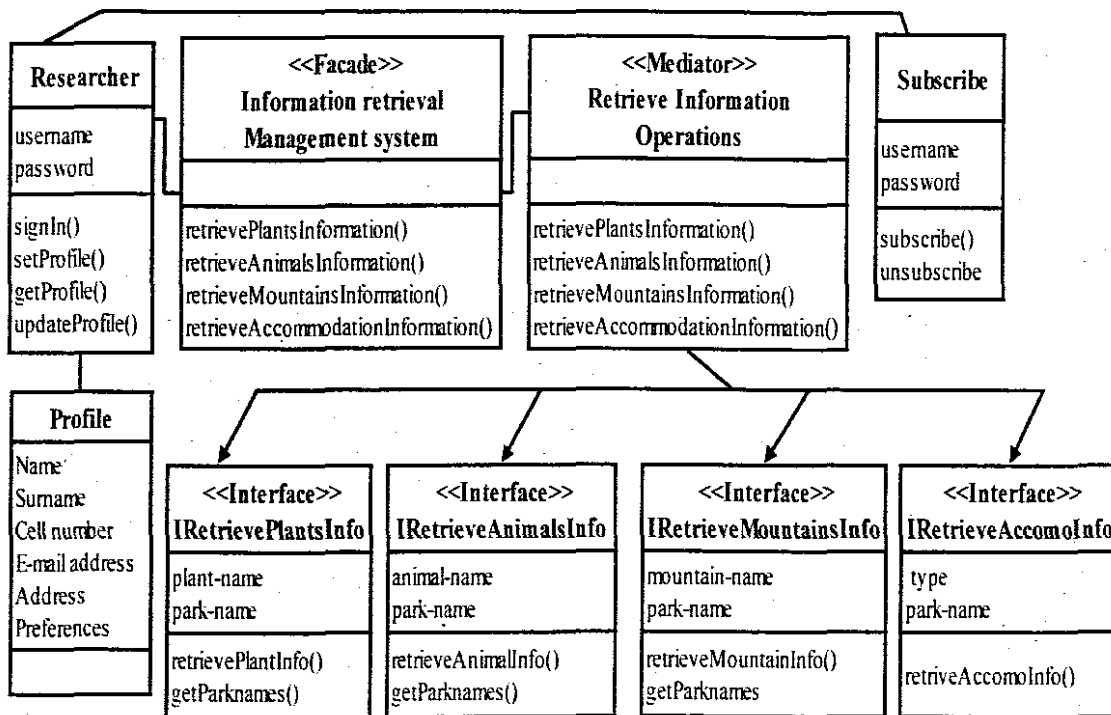 Researcher
username
password
signIn()
setProfile()
getProfile()
updateProfile()
<<Facade>>
Information retrieval
Management system
retrievePlantsInformation()
retrieveAnimalsInformation()
retrieveMountainsInformation()
retrieveAccommodationInformation()
<<Mediator>>
Retrieve Information
Operations
retrievePlantsInformation()
retrieveAnimalsInformation()
retrieveMountainsInformation()
retrieveAccommodationInformation()
Subscribe
username
password
subscribe()
unsubscribe
Profile
Name
Surname
Cell number
E-mail address
Address
Preferences
<<Interface>>
IRetrievePlantsInfo
plant-name
park-name
retrievePlantInfo()
getParknames()
<<Interface>>
IRetrieveAnimalsInfo
animal-name
park-name
retrieveAnimalInfo()
getParknames()
<<Interface>>
IRetrieveMountainsInfo
mountain-name
park-name
retrieveMountainInfo()
getParknames
<<Interface>>
IRetrieveAccomoInfo
type
park-name
retriveAccomoInfo()